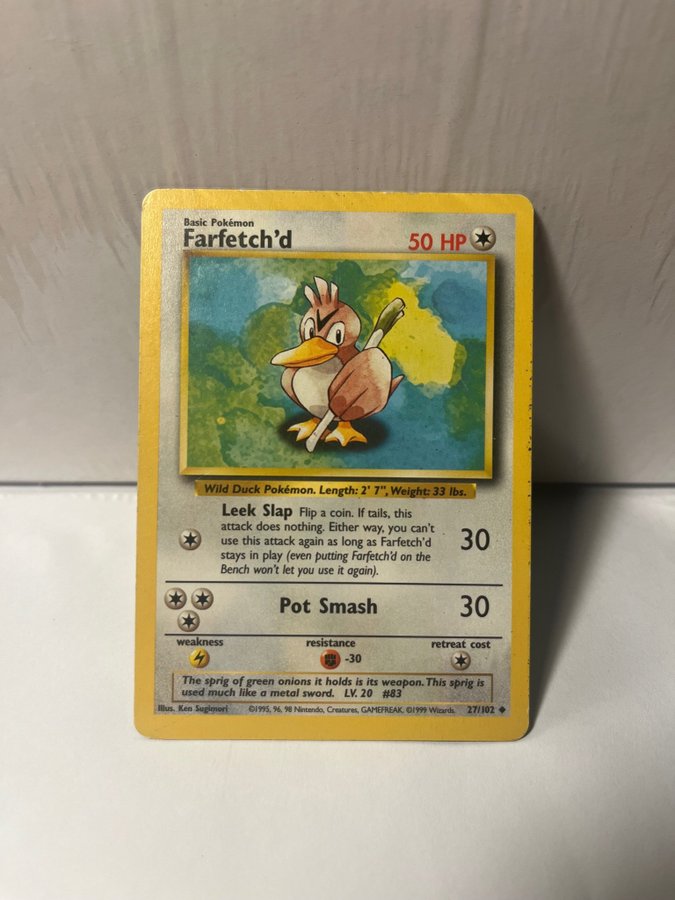 Basic Pokémon
Farfetch'd 50 HP
Wild Duck Pokémon. Length: 2' 7", Weight: 33 lbs.
Leek Slap Flip a coin. If tails, this
attack does nothing. Either way, you can't
use this attack again as long as Farfetch'd
stays in play (even putting Farfetch'd on the
Bench won't let you use it again).
30
Pot Smash 30
weakness resistance retreat cost
-30
The sprig of green onions it holds is its weapon. This sprig is
used much like a metal sword. LV. 20 #83
Illus. Ken Sugimori ©1995, 96, 98 Nintendo, Creatures, GAMEFREAK. ©1999 Wizards. 27/102